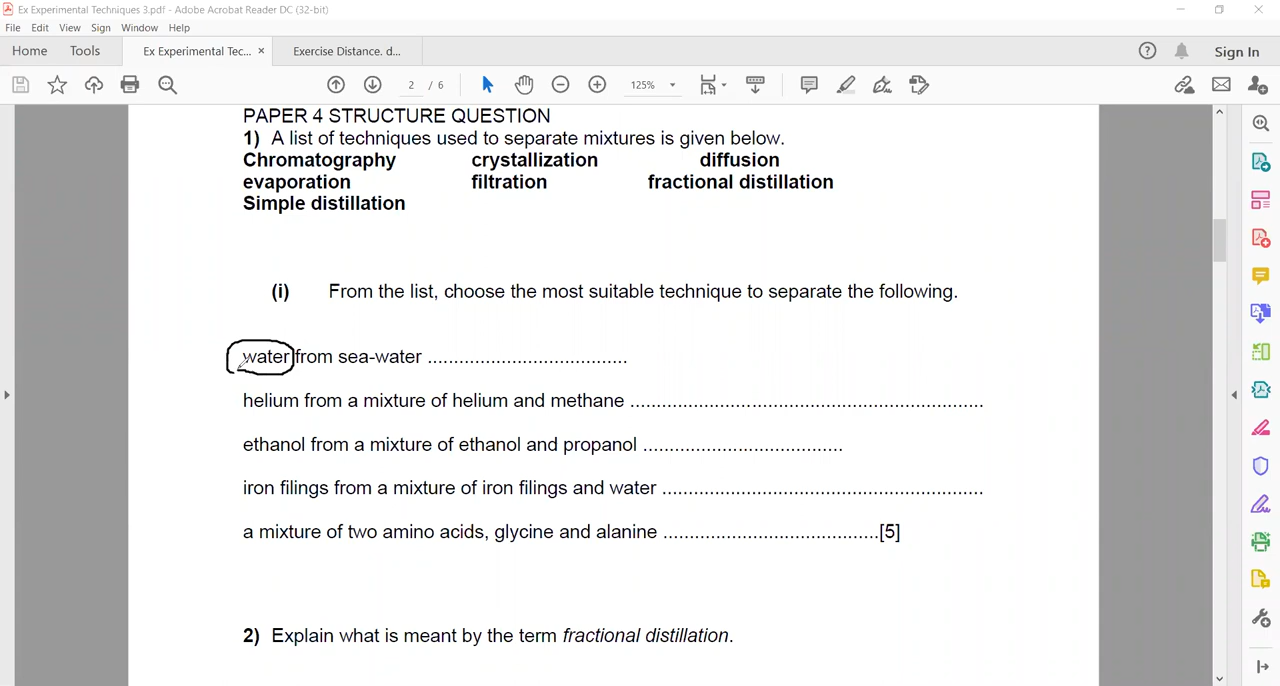 Ex Experimental Techniques 3.pdf - Adobe Acrobat Reader DC (32-bit)
File Edit View Sign Window Help
Home Tools Ex Experimental Tec... × Exercise Distance. d... Sign In
2 / 6 125%
PAPER 4 STRUCTURE QUESTION
1) A list of techniques used to separate mixtures is given below.
Chromatography crystallization diffusion
evaporation filtration fractional distillation
Simple distillation
(i) From the list, choose the most suitable technique to separate the following.
water from sea-water ......................................
helium from a mixture of helium and methane ...................................................................
ethanol from a mixture of ethanol and propanol ......................................
iron filings from a mixture of iron filings and water .............................................................
a mixture of two amino acids, glycine and alanine .........................................[5]
2) Explain what is meant by the term fractional distillation.